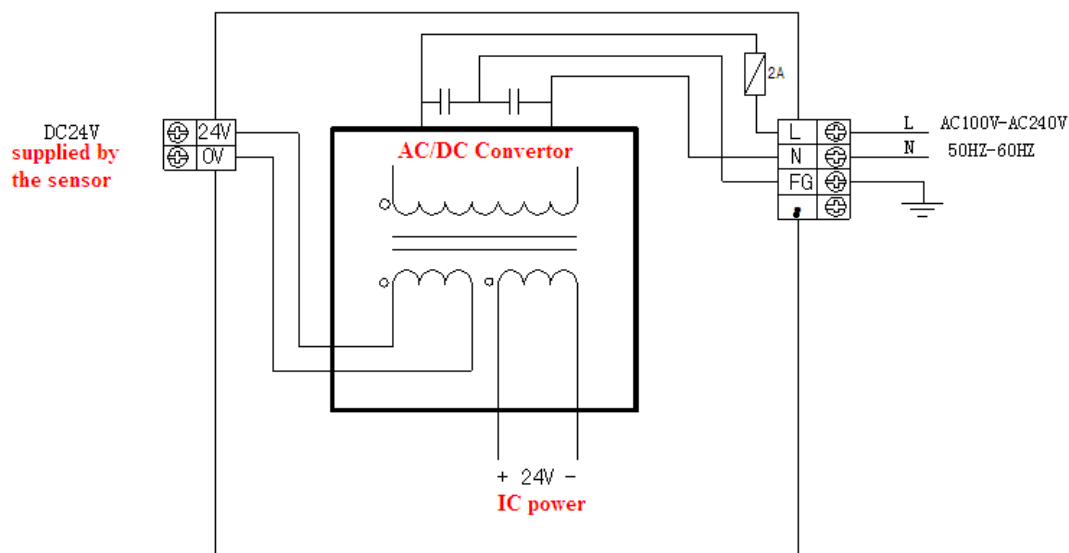 2A
DC24V
supplied by
the sensor
24V
0V
AC/DC Convertor
L
N
FG
L
N
AC100V-AC240V
50HZ-60HZ
+ 24V -
IC power